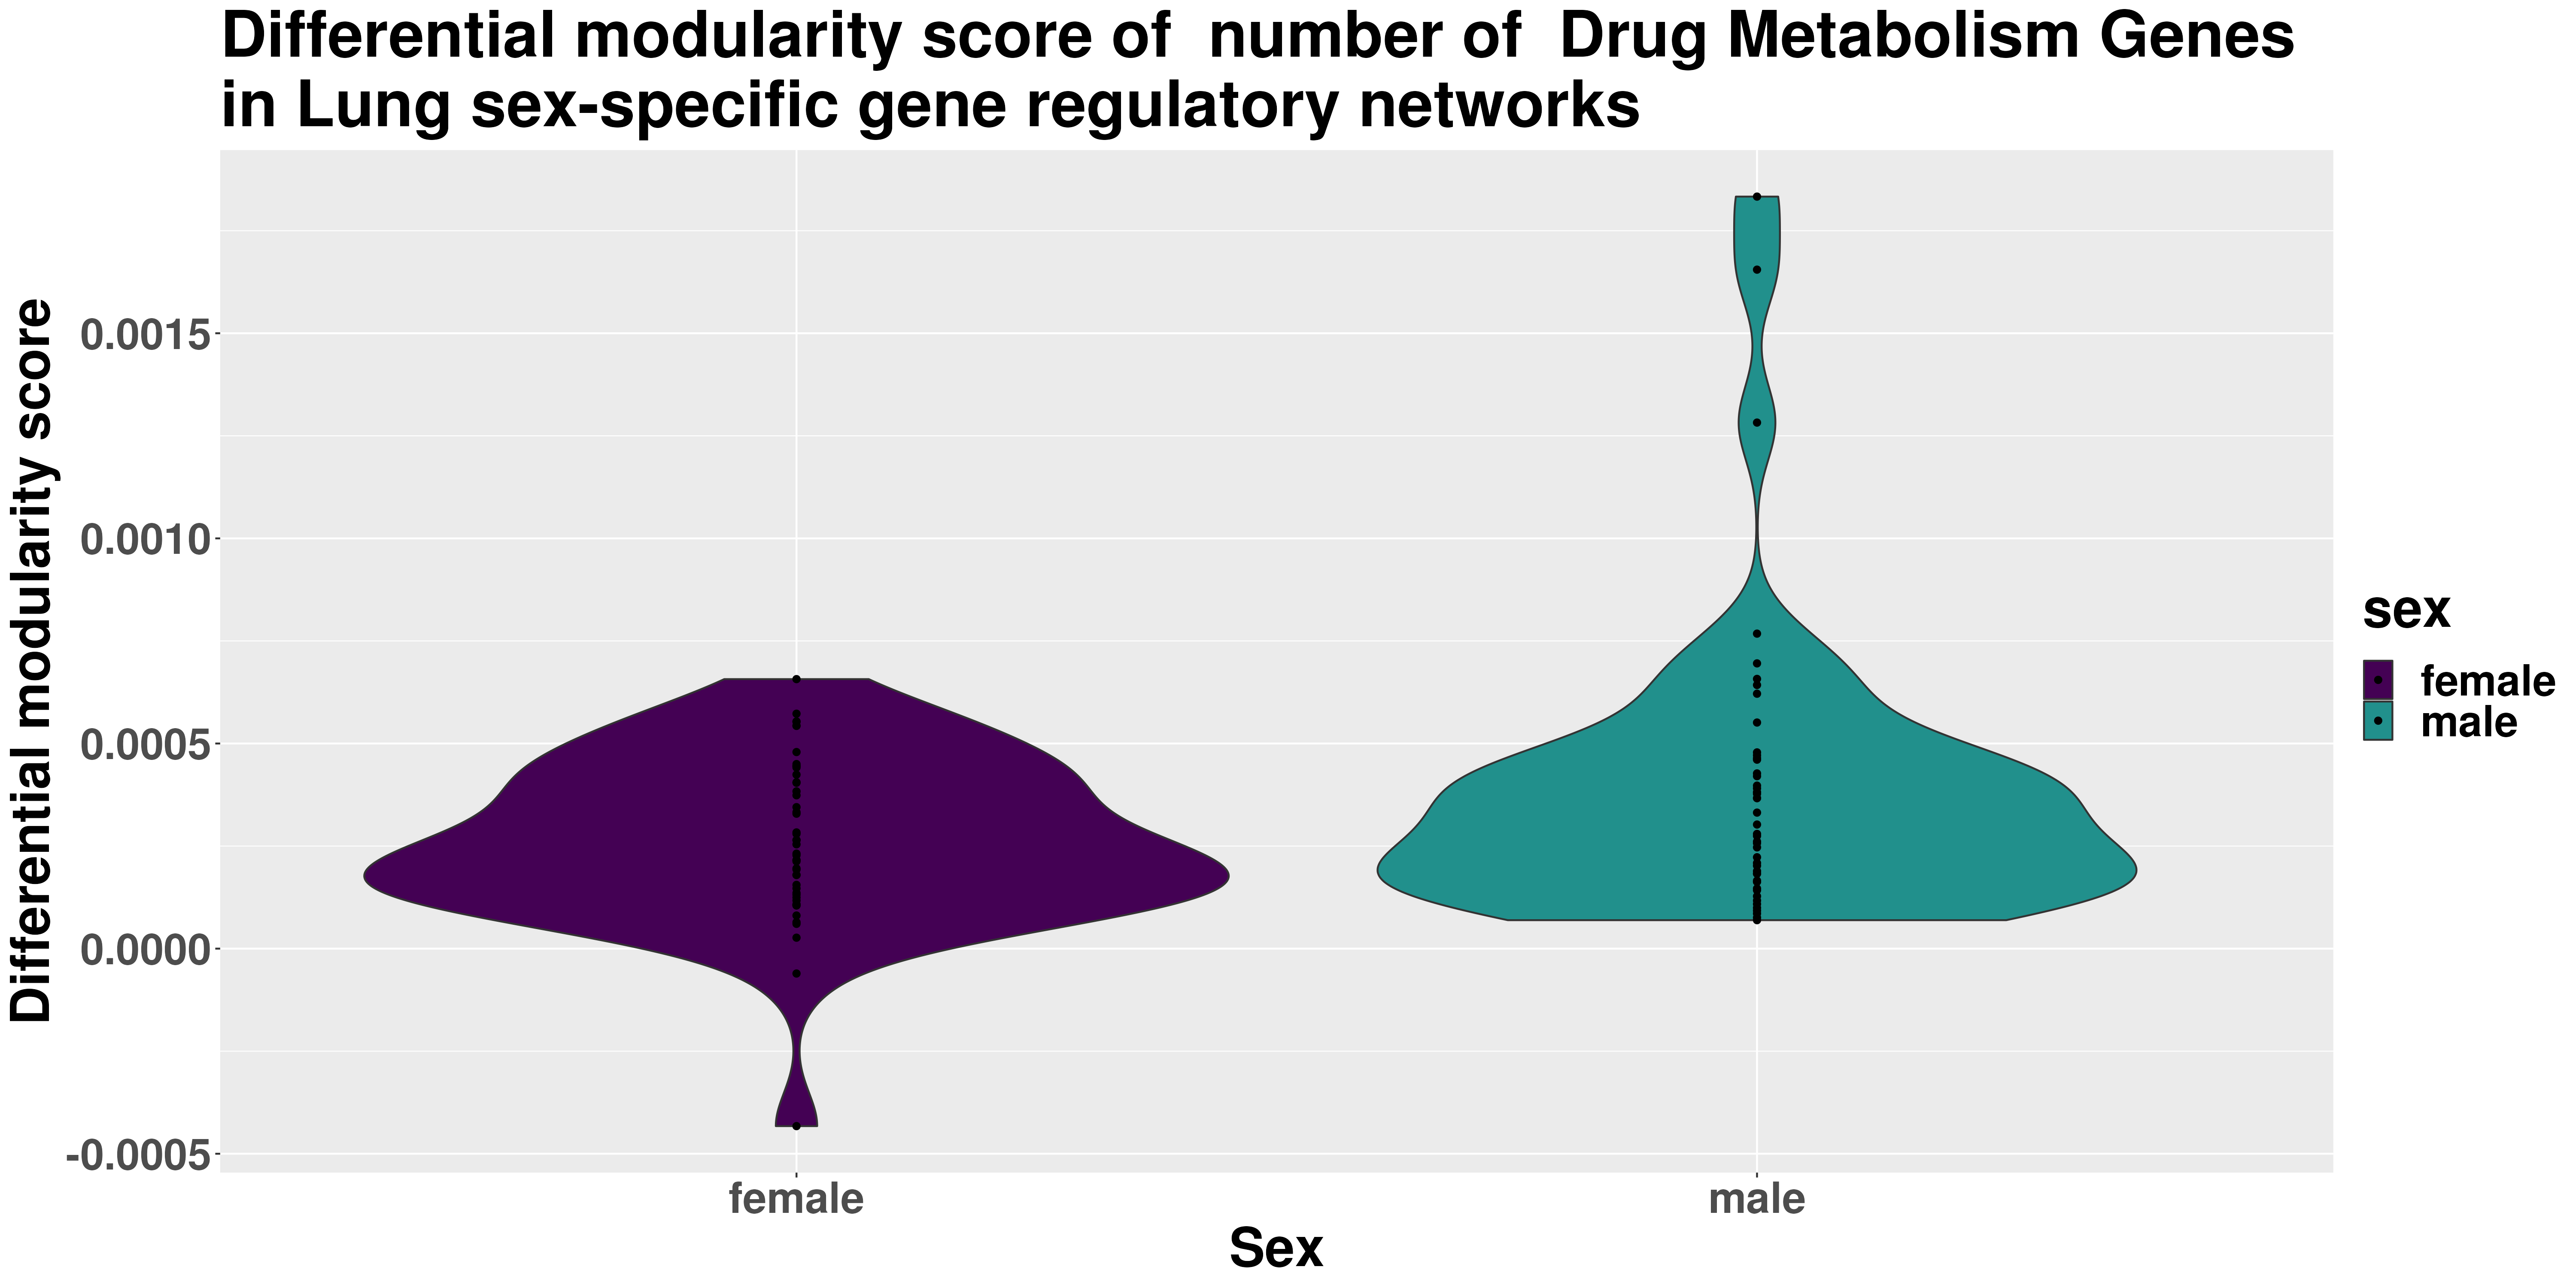 Differential modularity score of  number of  Drug Metabolism Genes
in Lung sex-specific gene regulatory networks
Differential modularity score
0.0015
0.0010
0.0005
0.0000
-0.0005
female
male
Sex
sex
female
male